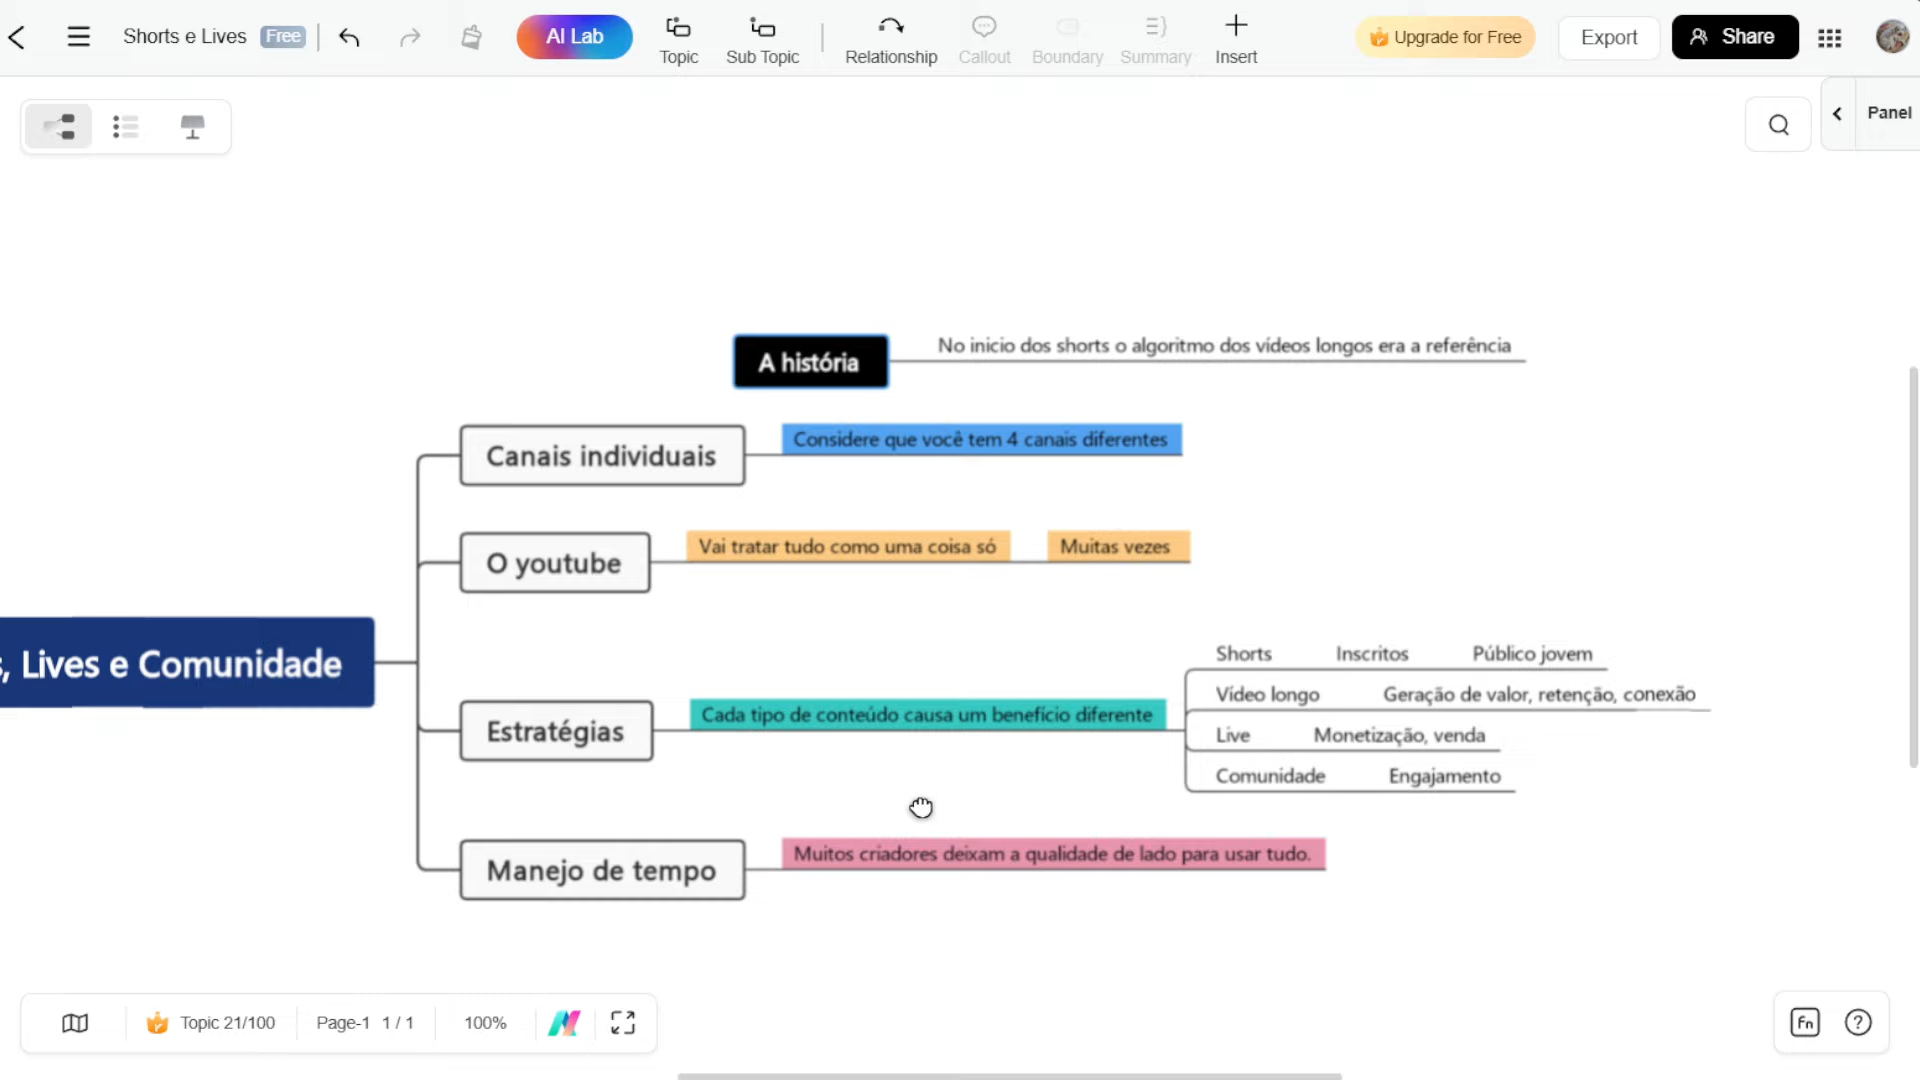 Shorts e Lives Free
AI Lab
Topic
Sub Topic
Relationship
Callout
Boundary
Summary
Insert
Upgrade for Free
Export
Share
Panel
A história
No inicio dos shorts o algoritmo dos vídeos longos era a referência
Canais individuais
Considere que você tem 4 canais diferentes
O youtube
Vai tratar tudo como uma coisa só
Muitas vezes
s, Lives e Comunidade
Estratégias
Cada tipo de conteúdo causa um benefício diferente
Shorts Inscritos Público jovem
Vídeo longo Geração de valor, retenção, conexão
Live Monetização, venda
Comunidade Engajamento
Manejo de tempo
Muitos criadores deixam a qualidade de lado para usar tudo.
Topic 21/100
Page-1 1 / 1
100%
Fn